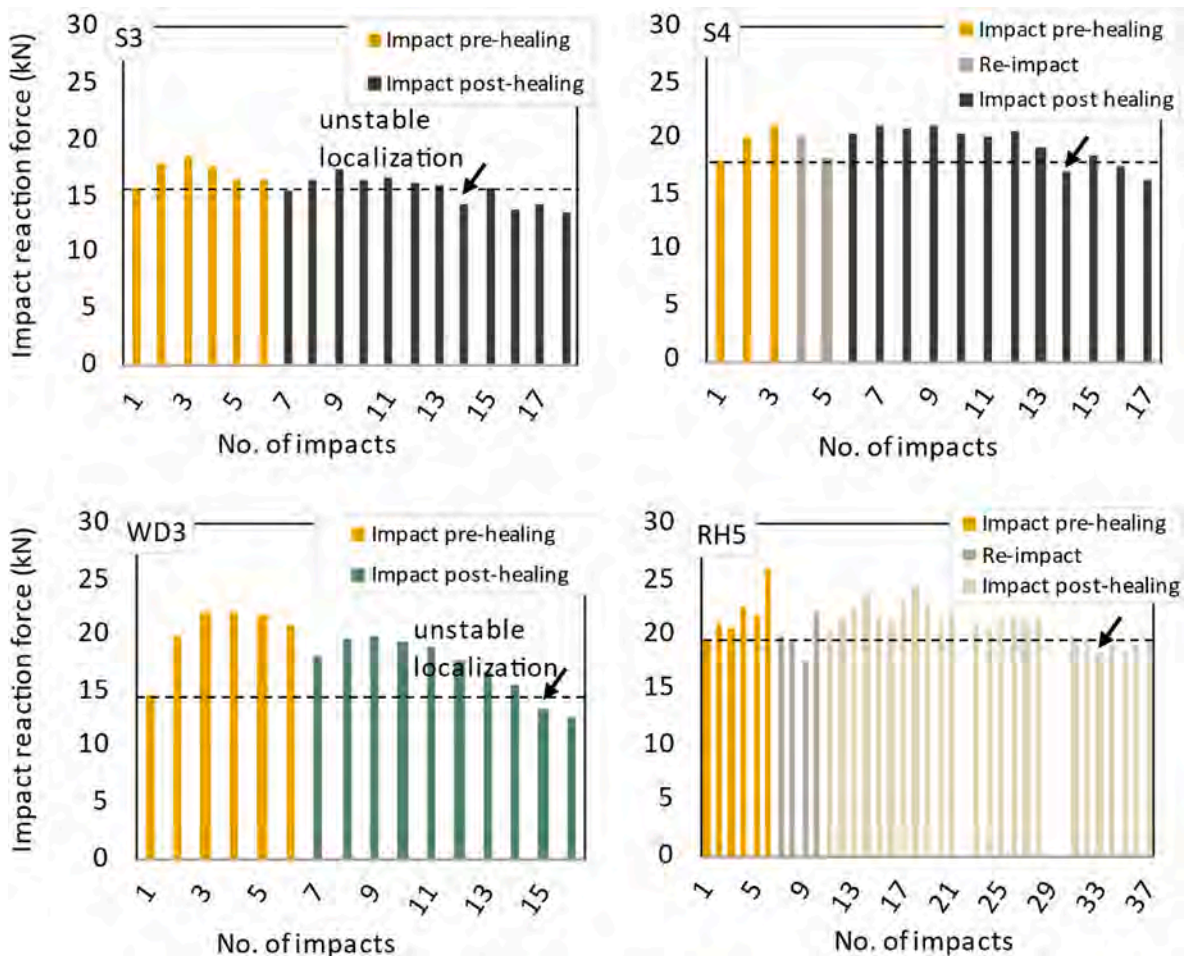 S3
Impact pre-healing
Impact post-healing
unstable
localization
Impact reaction force (kN)
30
25
20
15
10
5
0
1
3
5
7
9
11
13
15
17
No. of impacts
S4
Impact pre-healing
Re-impact
Impact post healing
30
25
20
15
10
5
0
1
3
5
7
9
11
13
15
17
No. of impacts
WD3
Impact pre-healing
Impact post-healing
unstable
localization
Impact reaction force (kN)
30
25
20
15
10
5
0
1
3
5
7
9
11
13
15
No. of impacts
RH5
Impact pre-healing
Re-impact
Impact post-healing
30
25
20
15
10
5
0
1
5
9
13
17
21
25
29
33
37
No. of impacts